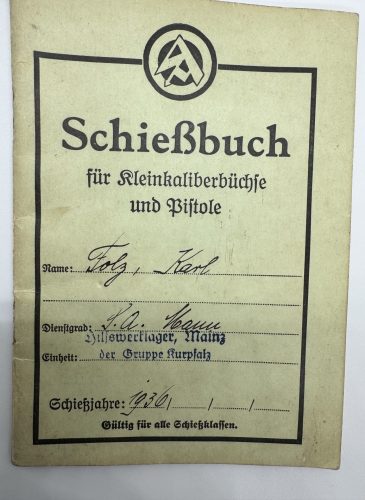 SA
Schießbuch
für Kleinkaliberbüchse
und Pistole
Name: Folz, Karl
Dienstgrad: S.A. Mann
Hilfswerklager, Mainz
Einheit: der Gruppe Kurpfalz
Schießjahre: 1936, , ,
Gültig für alle Schießklassen.